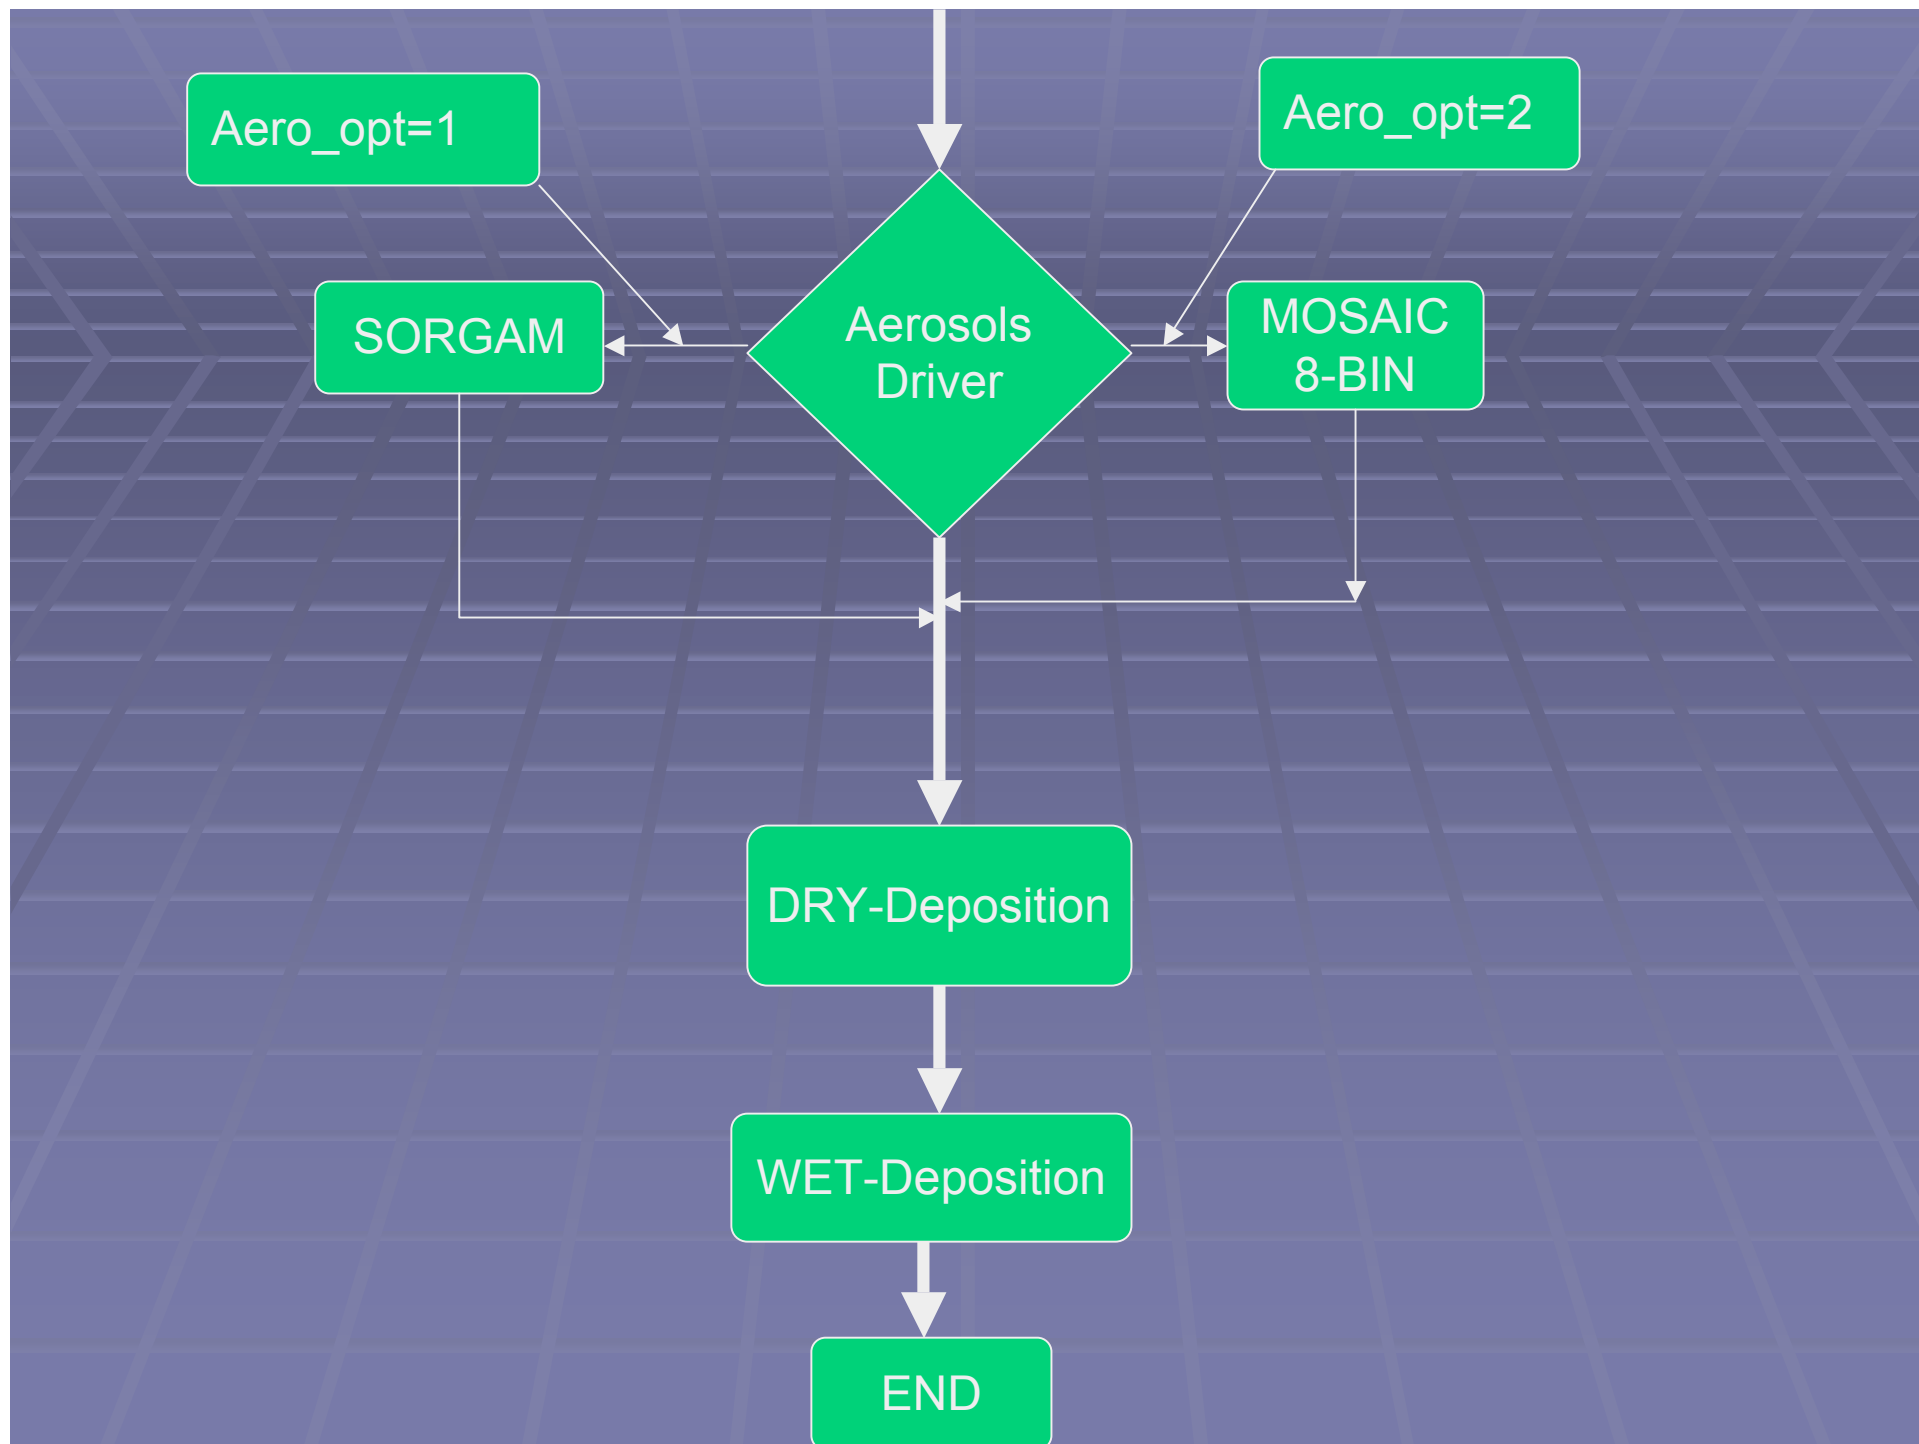 Aero_opt=1
Aero_opt=2
SORGAM
Aerosols
Driver
MOSAIC
8-BIN
DRY-Deposition
WET-Deposition
END